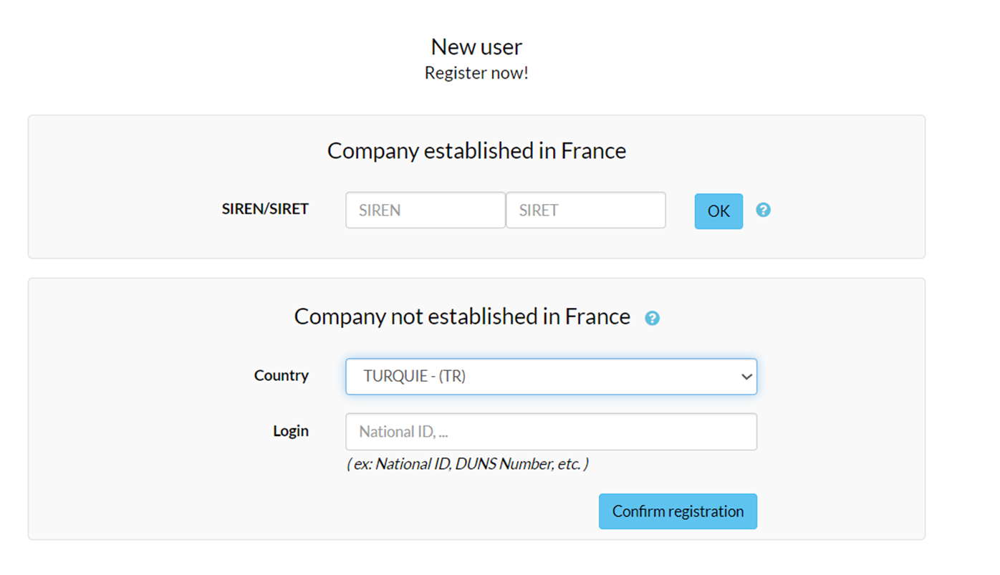 New user
Register now!
Company established in France
SIREN/SIRET SIREN SIRET OK ?
Company not established in France ?
Country TURQUIE - (TR)
Login National ID, ...
( ex: National ID, DUNS Number, etc. )
Confirm registration